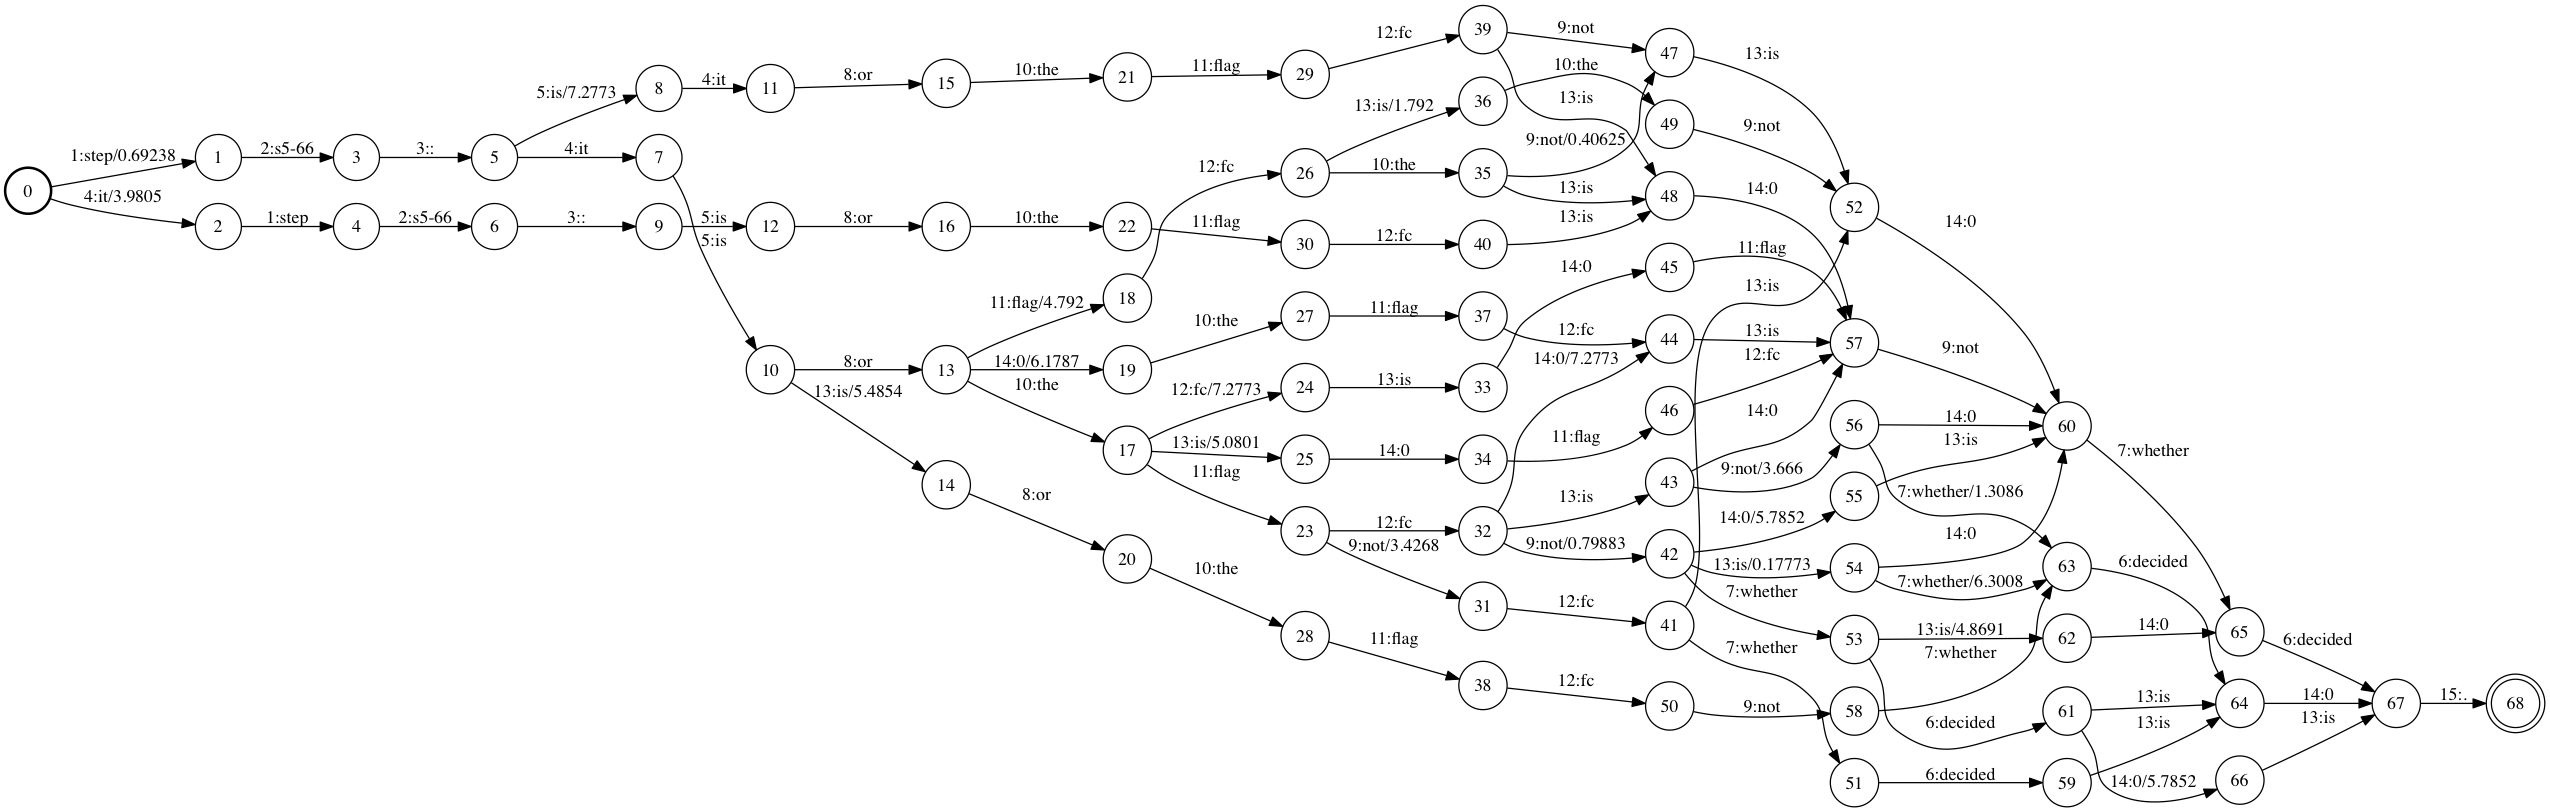 0
1:step/0.69238
4:it/3.9805
1
2
2:s5-66
1:step
3
4
3::
2:s5-66
5
6
5:is/7.2773
4:it
3::
8
7
9
4:it
5:is
5:is
11
12
10
8:or
8:or
8:or
13:is/5.4854
15
16
13
14
10:the
10:the
11:flag/4.792
14:0/6.1787
10:the
8:or
21
22
18
19
17
20
11:flag
12:fc
11:flag
10:the
12:fc/7.2773
13:is/5.0801
11:flag
10:the
29
26
30
27
24
25
23
28
12:fc
13:is/1.792
10:the
12:fc
11:flag
13:is
14:0
12:fc
9:not/3.4268
11:flag
39
36
35
40
37
33
34
32
31
38
9:not
10:the
13:is
9:not/0.40625
13:is
13:is
14:0
12:fc
14:0/7.2773
11:flag
13:is
9:not/0.79883
12:fc
12:fc
47
49
48
45
44
46
43
42
41
50
13:is
9:not
14:0
11:flag
13:is
13:is
12:fc
14:0
9:not/3.666
14:0/5.7852
13:is/0.17773
7:whether
7:whether
9:not
52
57
56
55
54
53
58
51
14:0
9:not
14:0
13:is
7:whether/1.3086
14:0
7:whether/6.3008
13:is/4.8691
7:whether
6:decided
6:decided
60
63
62
61
59
7:whether
6:decided
14:0
13:is
13:is
14:0/5.7852
65
64
66
6:decided
14:0
13:is
67
15:.
68